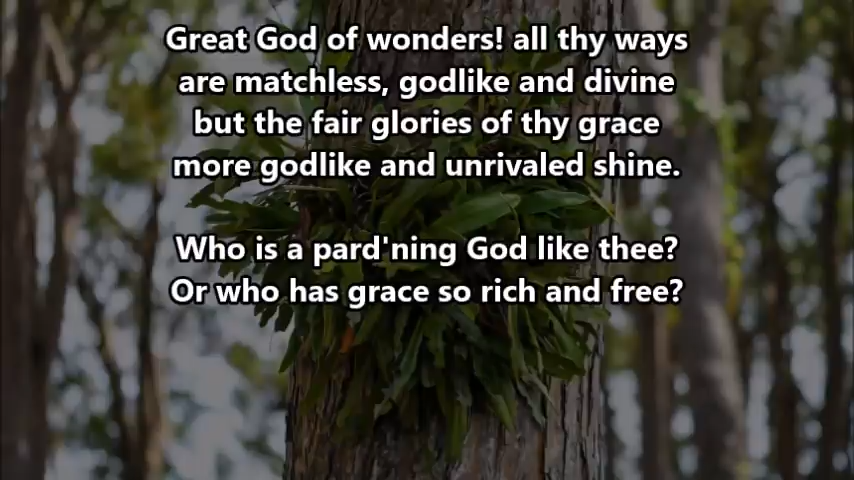 Great God of wonders! all thy ways
are matchless, godlike and divine
but the fair glories of thy grace
more godlike and unrivaled shine.
Who is a pard'ning God like thee?
Or who has grace so rich and free?